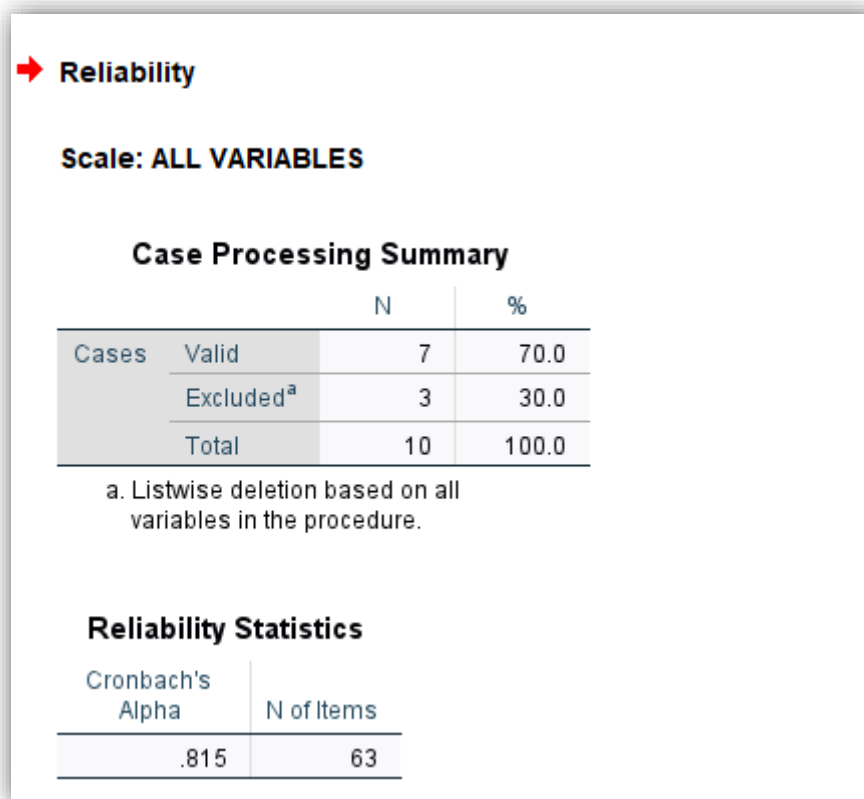 Reliability
Scale: ALL VARIABLES
Case Processing Summary
N %
Cases Valid 7 70.0
Excludedᵃ 3 30.0
Total 10 100.0
a. Listwise deletion based on all
variables in the procedure.
Reliability Statistics
Cronbach's
Alpha N of Items
.815 63